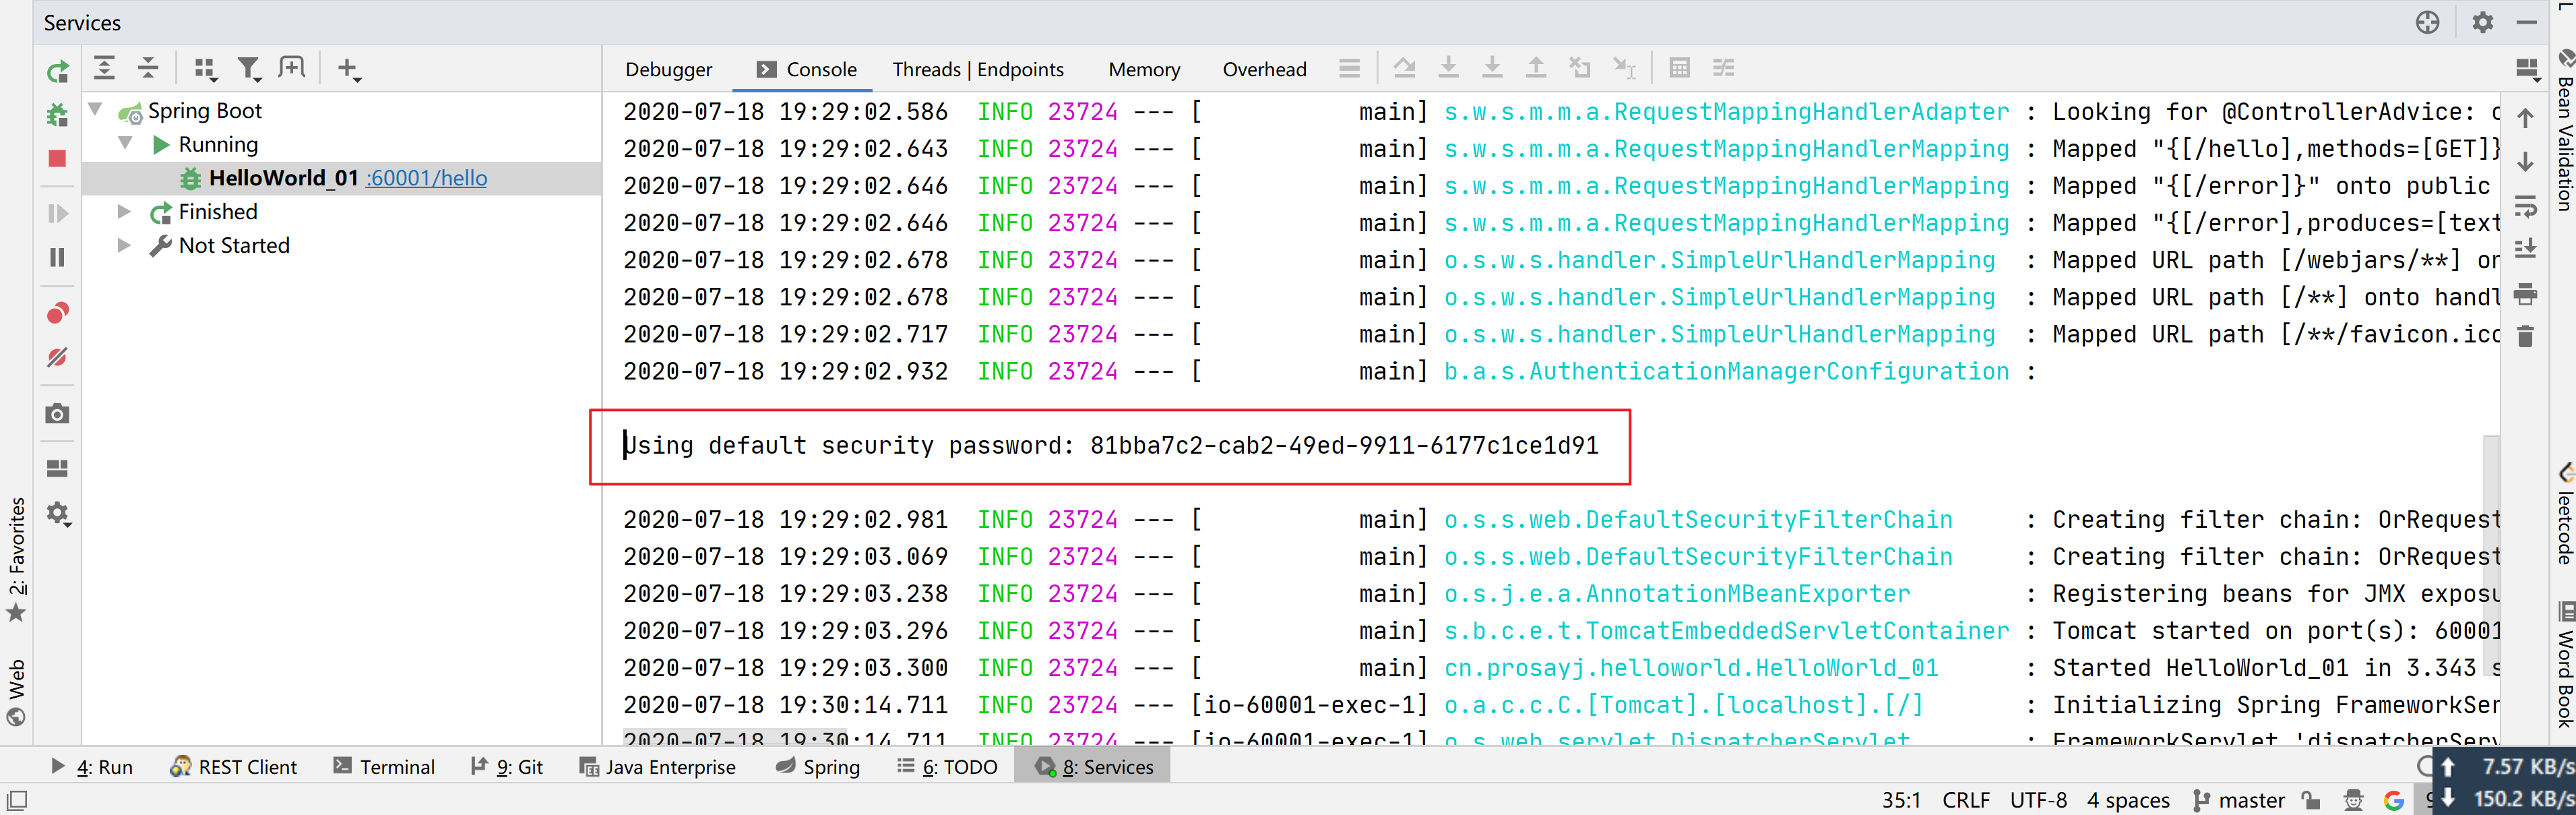 Services
Debugger Console Threads | Endpoints Memory Overhead
Spring Boot
Running
HelloWorld_01 :60001/hello
Finished
Not Started
2020-07-18 19:29:02.586 INFO 23724 --- [ main] s.w.s.m.m.a.RequestMappingHandlerAdapter : Looking for @ControllerAdvice:
2020-07-18 19:29:02.643 INFO 23724 --- [ main] s.w.s.m.m.a.RequestMappingHandlerMapping : Mapped "{[/hello],methods=[GET]}
2020-07-18 19:29:02.646 INFO 23724 --- [ main] s.w.s.m.m.a.RequestMappingHandlerMapping : Mapped "{[/error]}" onto public
2020-07-18 19:29:02.646 INFO 23724 --- [ main] s.w.s.m.m.a.RequestMappingHandlerMapping : Mapped "{[/error],produces=[text
2020-07-18 19:29:02.678 INFO 23724 --- [ main] o.s.w.s.handler.SimpleUrlHandlerMapping : Mapped URL path [/webjars/**] on
2020-07-18 19:29:02.678 INFO 23724 --- [ main] o.s.w.s.handler.SimpleUrlHandlerMapping : Mapped URL path [/**] onto handl
2020-07-18 19:29:02.717 INFO 23724 --- [ main] o.s.w.s.handler.SimpleUrlHandlerMapping : Mapped URL path [/**/favicon.ico
2020-07-18 19:29:02.932 INFO 23724 --- [ main] b.a.s.AuthenticationManagerConfiguration :
Using default security password: 81bba7c2-cab2-49ed-9911-6177c1ce1d91
2020-07-18 19:29:02.981 INFO 23724 --- [ main] o.s.s.web.DefaultSecurityFilterChain : Creating filter chain: OrRequest
2020-07-18 19:29:03.069 INFO 23724 --- [ main] o.s.s.web.DefaultSecurityFilterChain : Creating filter chain: OrRequest
2020-07-18 19:29:03.238 INFO 23724 --- [ main] o.s.j.e.a.AnnotationMBeanExporter : Registering beans for JMX exposu
2020-07-18 19:29:03.296 INFO 23724 --- [ main] s.b.c.e.t.TomcatEmbeddedServletContainer : Tomcat started on port(s): 60001
2020-07-18 19:29:03.300 INFO 23724 --- [ main] cn.prosayj.helloworld.HelloWorld_01 : Started HelloWorld_01 in 3.343 s
2020-07-18 19:30:14.711 INFO 23724 --- [io-60001-exec-1] o.a.c.c.C.[Tomcat].[localhost].[/] : Initializing Spring FrameworkSer
2020-07-18 19:30:14.711 INFO 23724 --- [io-60001-exec-1] o.s.web.servlet.DispatcherServlet : FrameworkServlet 'dispatcherServ
2: Favorites
Web
Bean Validation
leetcode
Word Book
4: Run REST Client Terminal 9: Git Java Enterprise Spring 6: TODO 8: Services
35:1 CRLF UTF-8 4 spaces master
7.57 KB/s
150.2 KB/s